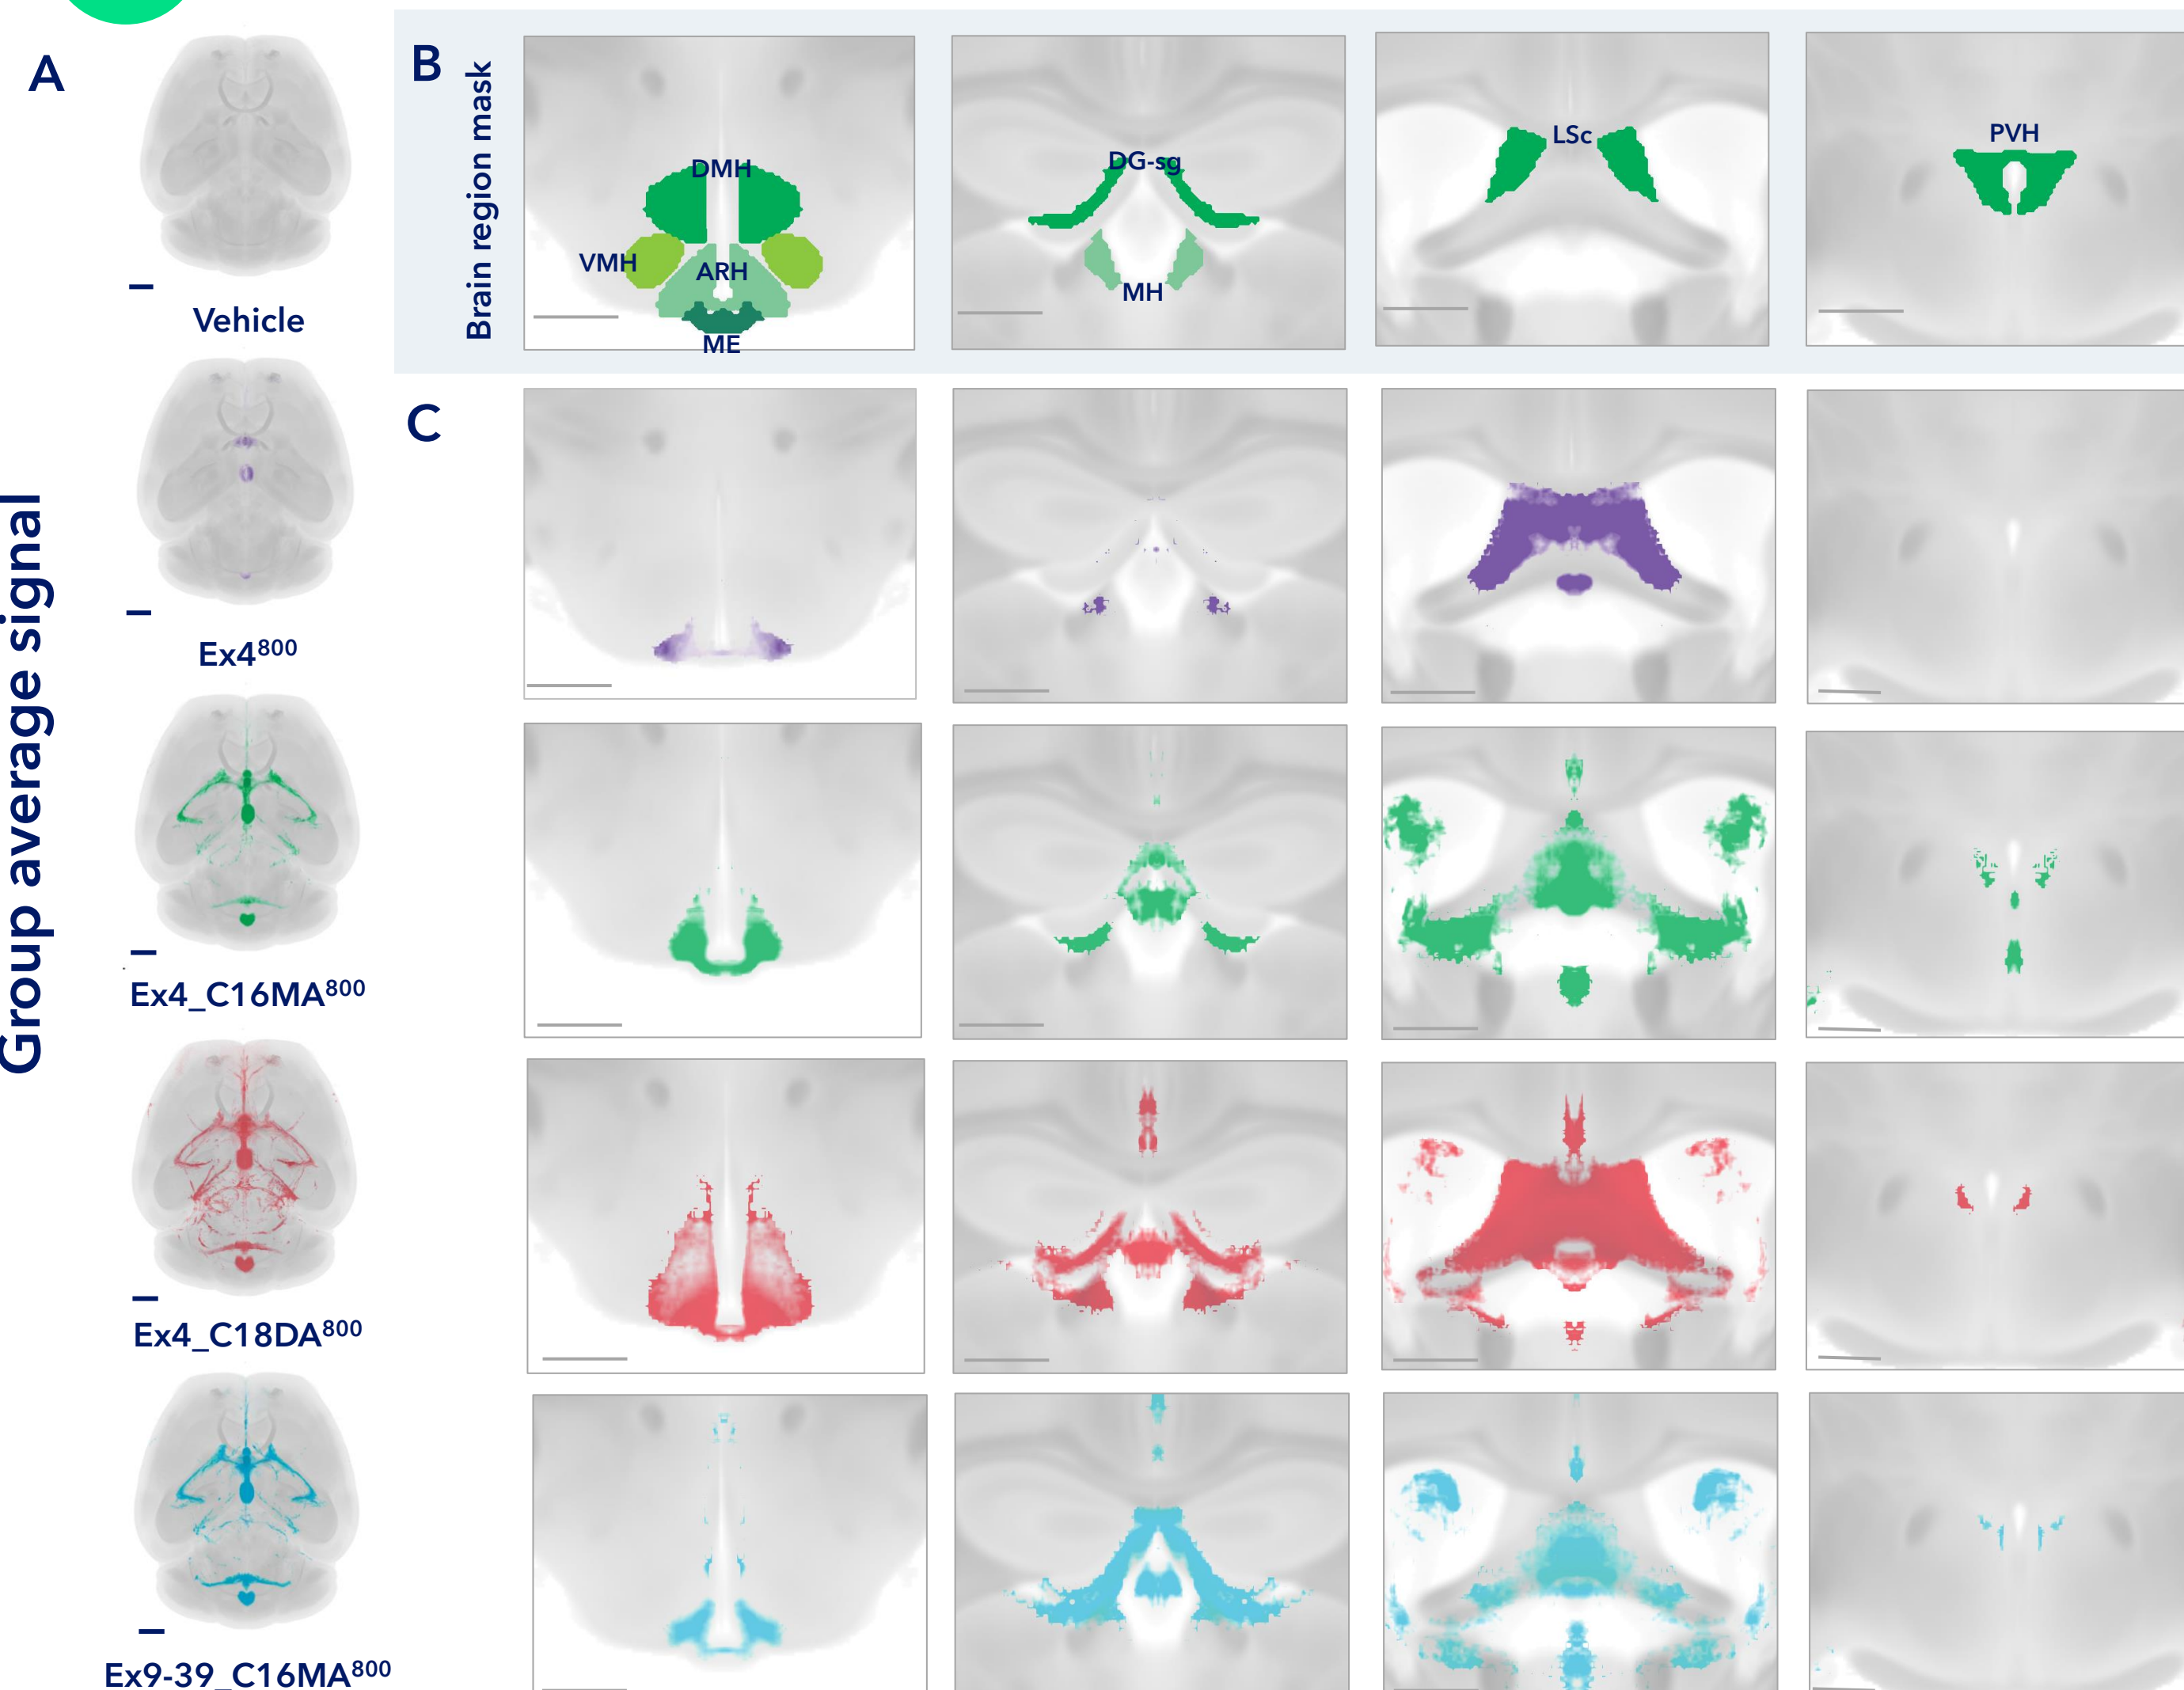 A
Vehicle
Ex4⁸⁰⁰
Ex4_C16MA⁸⁰⁰
Ex4_C18DA⁸⁰⁰
Ex9-39_C16MA⁸⁰⁰
Group average signal
B
Brain region mask
DMH
VMH
ARH
ME
DG-sg
MH
LSc
PVH
C